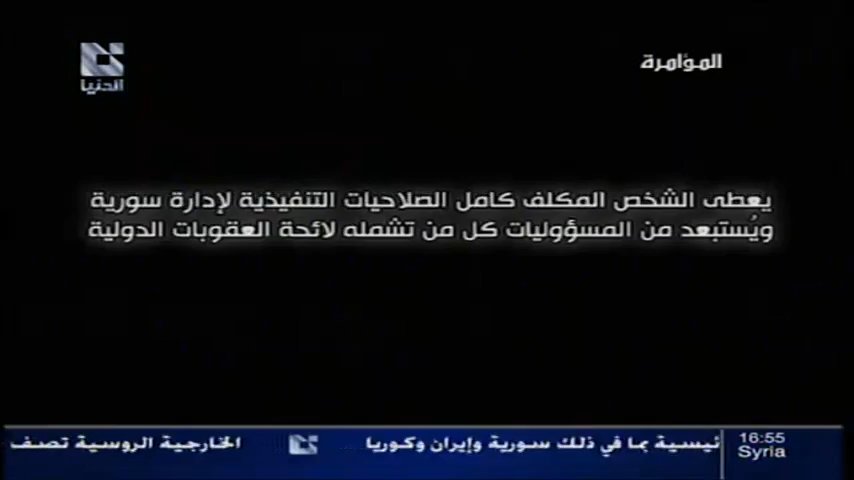 المؤامرة
الدنيا
يعطى الشخص المكلف كامل الصلاحيات التنفيذية لإدارة سورية
ويُستبعد من المسؤوليات كل من تشمله لائحة العقوبات الدولية
ئيسية بما في ذلك سورية وإيران وكوريا
الخارجية الروسية تصف
16:55
Syria